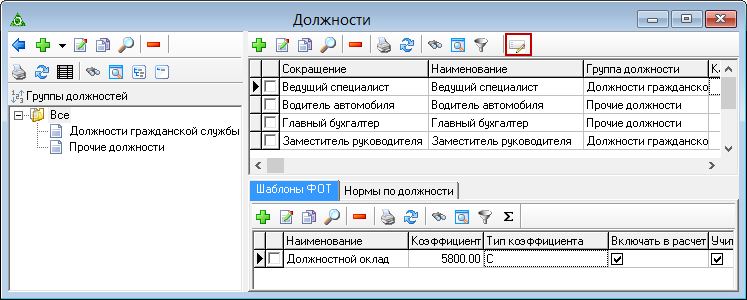 Должности
Группы должностей
Все
Должности гражданской службы
Прочие должности
Сокращение Наименование Группа должности
Ведущий специалист Ведущий специалист Должности гражданско
Водитель автомобиля Водитель автомобиля Прочие должности
Главный бухгалтер Главный бухгалтер Прочие должности
Заместитель руководителя Заместитель руководителя Должности гражданско
Шаблоны ФОТ Нормы по должности
Σ
Наименование Коэффициент Тип коэффициента Включать в расчет Учит
Должностной оклад 5800.00 С